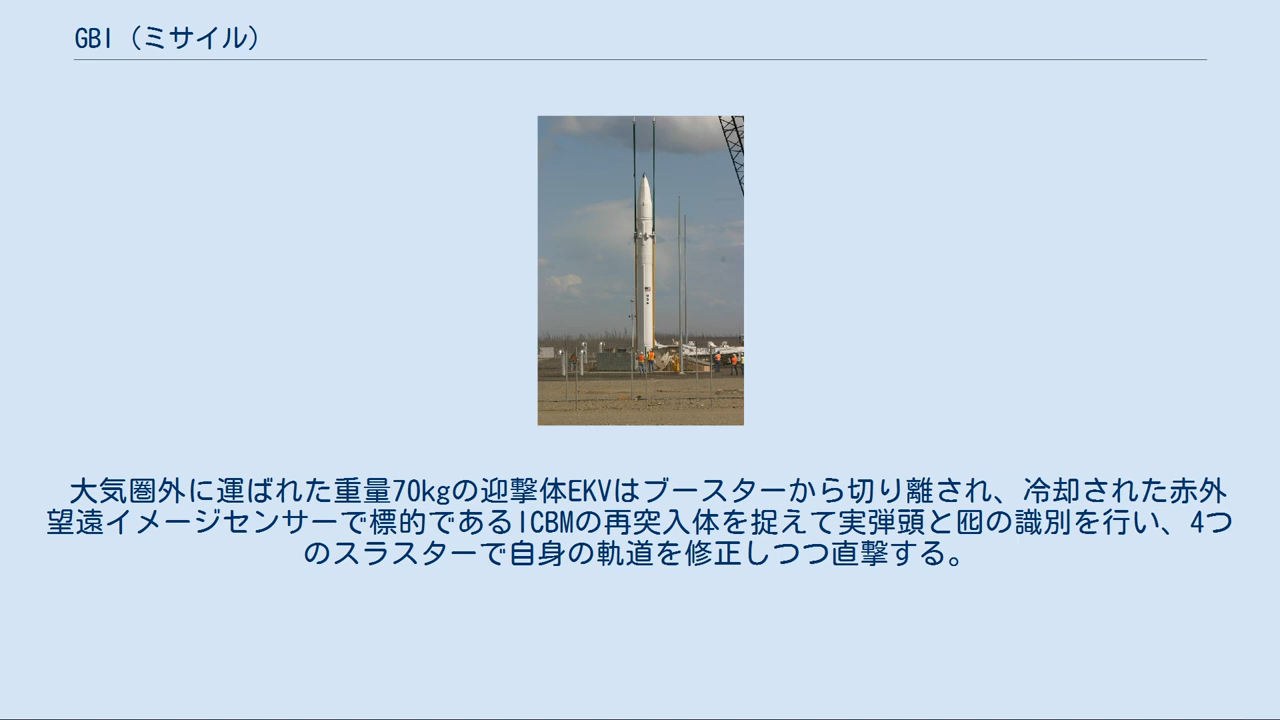 GBI（ミサイル）
大気圏外に運ばれた重量70kgの迎撃体EKVはブースターから切り離され、冷却された赤外
望遠イメージセンサーで標的であるICBMの再突入体を捉えて実弾頭と囮の識別を行い、4つ
のスラスターで自身の軌道を修正しつつ直撃する。